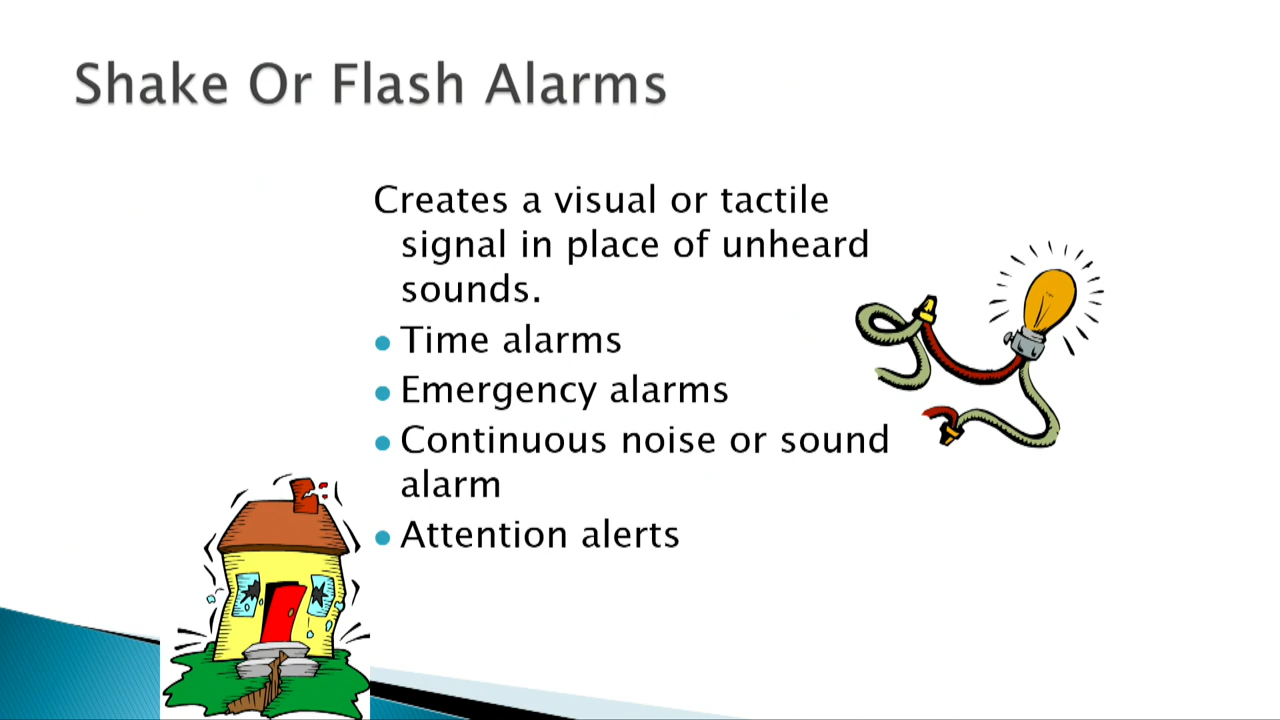 Shake Or Flash Alarms
Creates a visual or tactile
signal in place of unheard
sounds.
Time alarms
Emergency alarms
Continuous noise or sound
alarm
Attention alerts